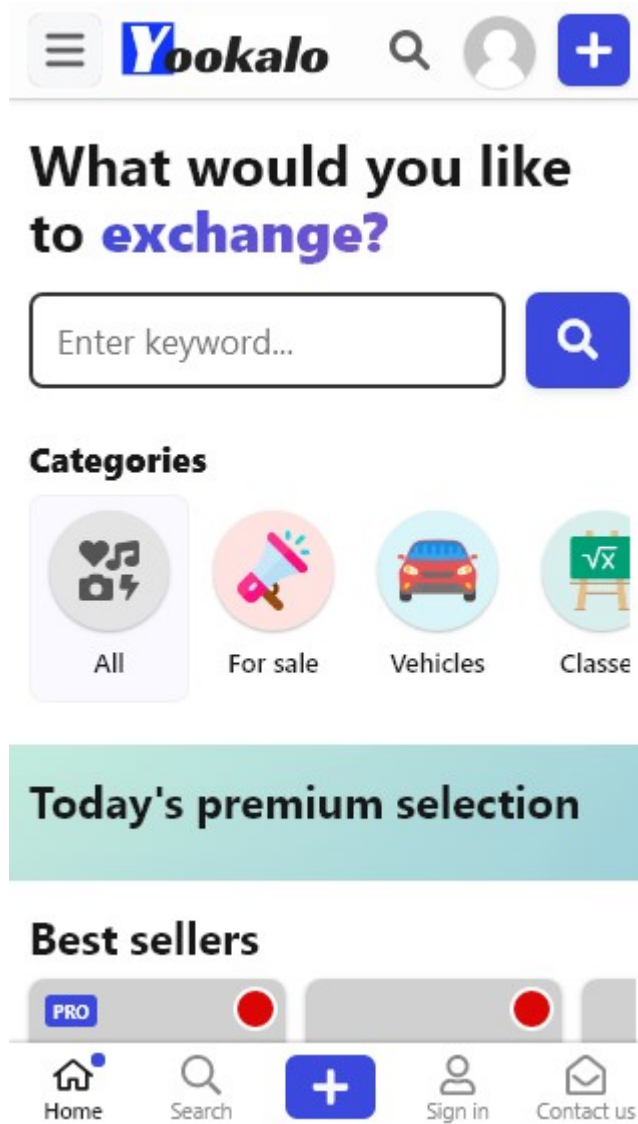 Yookalo
What would you like
to exchange?
Enter keyword...
Categories
√x
All
For sale
Vehicles
Classe
Today's premium selection
Best sellers
PRO
Home
Search
Sign in
Contact us